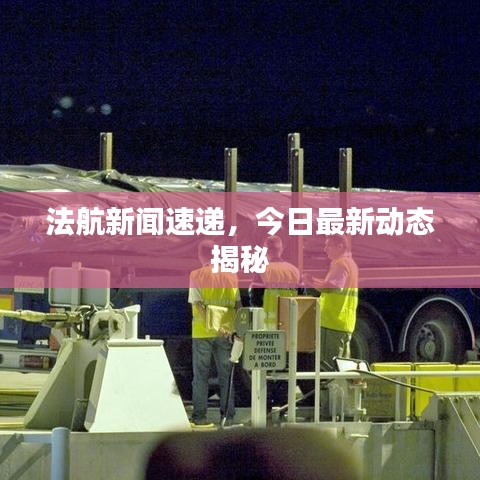 法航新闻速递，今日最新动态
揭秘
PROPRIETE
PRIVEE
DEFENSE
DE MONTER
A BORD